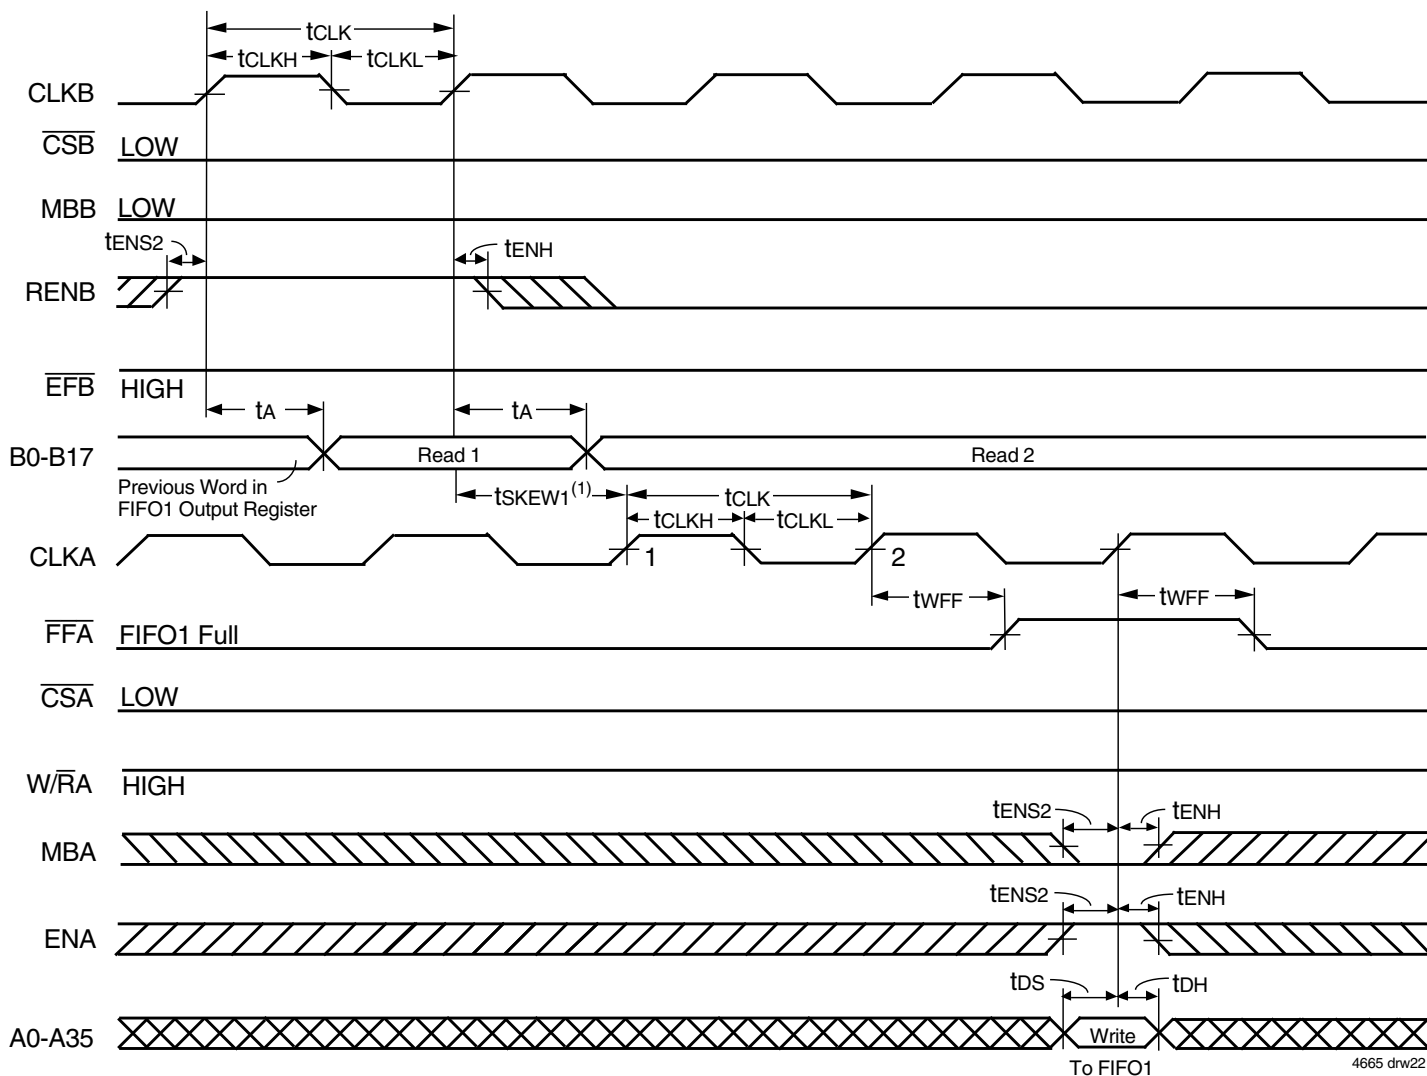 tCLK
tCLKH tCLKL
CLKB
CSB LOW
MBB LOW
tENS2 tENH
RENB
EFB HIGH
tA tA
B0-B17 Read 1 Read 2
Previous Word in
FIFO1 Output Register
tSKEW1(1) tCLK
tCLKH tCLKL
CLKA 1 2
tWFF tWFF
FFA FIFO1 Full
CSA LOW
W/RA HIGH
tENS2 tENH
MBA
tENS2 tENH
ENA
tDS tDH
A0-A35 Write
To FIFO1
4665 drw22